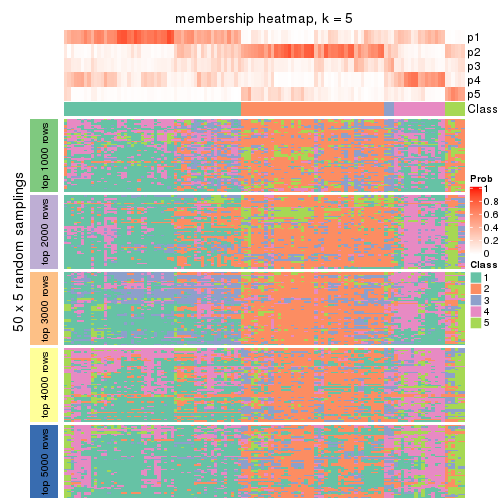 membership heatmap, k = 5
p1
p2
p3
p4
p5
Class
50 x 5 random samplings
top 1000 rows
top 2000 rows
top 3000 rows
top 4000 rows
top 5000 rows
Prob
1
0.8
0.6
0.4
0.2
0
Class
1
2
3
4
5